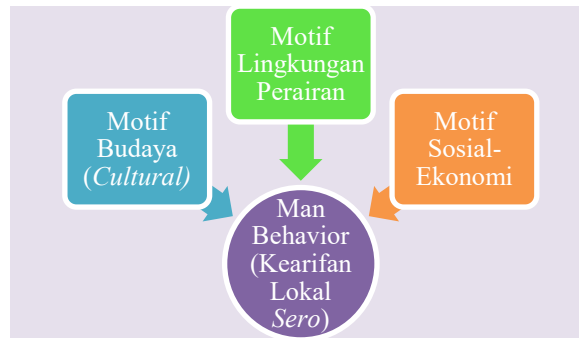 Motif
Lingkungan
Perairan
Motif
Budaya
(Cultural)
Motif
Sosial-
Ekonomi
Man
Behavior
(Kearifan
Lokal
Sero)